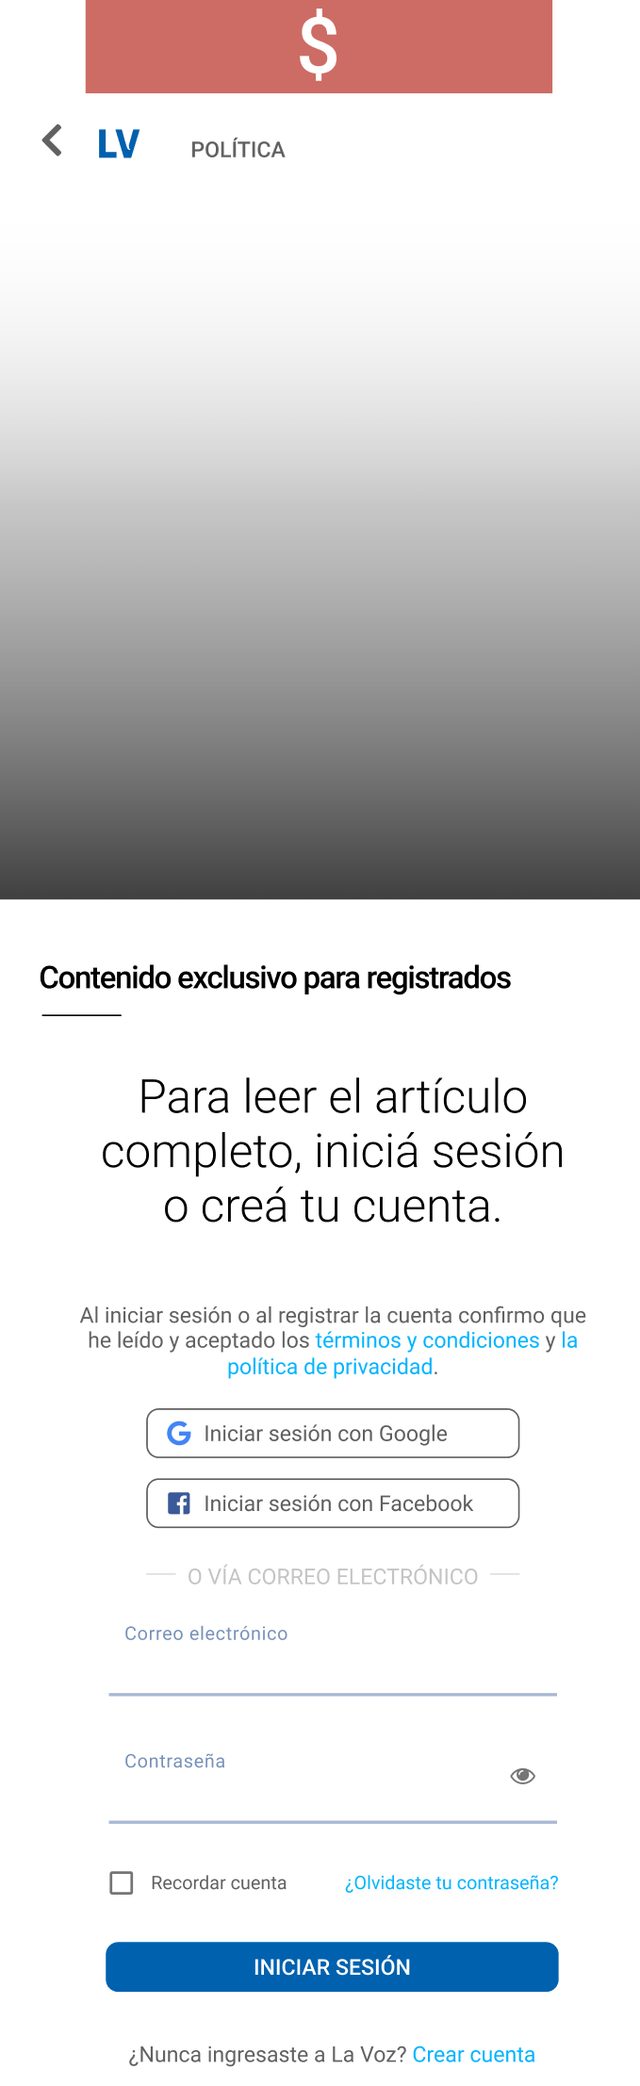 $
LV
POLÍTICA
Contenido exclusivo para registrados
Para leer el artículo
completo, iniciá sesión
o creá tu cuenta.
Al iniciar sesión o al registrar la cuenta confirmo que
he leído y aceptado los términos y condiciones y la
política de privacidad.
Iniciar sesión con Google
Iniciar sesión con Facebook
O VÍA CORREO ELECTRÓNICO
Correo electrónico
Contraseña
Recordar cuenta
¿Olvidaste tu contraseña?
INICIAR SESIÓN
¿Nunca ingresaste a La Voz? Crear cuenta